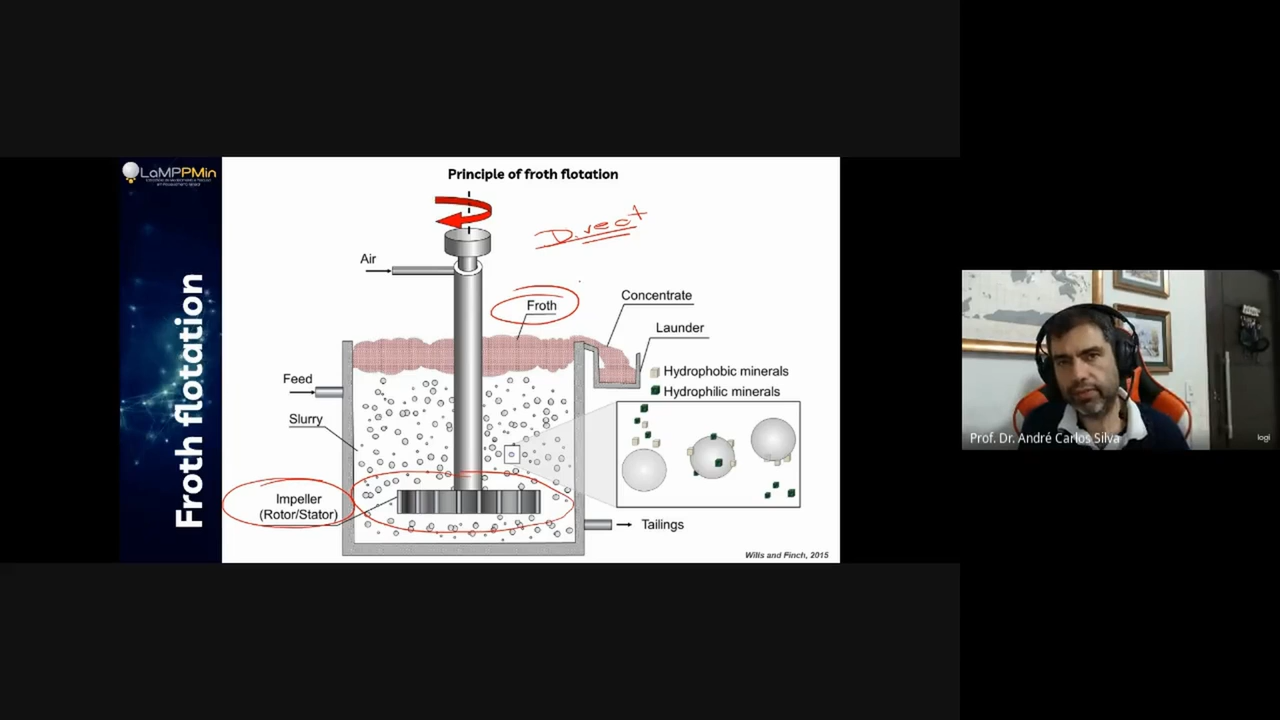 LaMPPMin
Principle of froth flotation
Direct
Air
Froth
Concentrate
Launder
Feed
Hydrophobic minerals
Hydrophilic minerals
Slurry
Impeller
(Rotor/Stator)
Tailings
Wills and Finch, 2015
Froth flotation
Prof. Dr. André Carlos Silva
logi